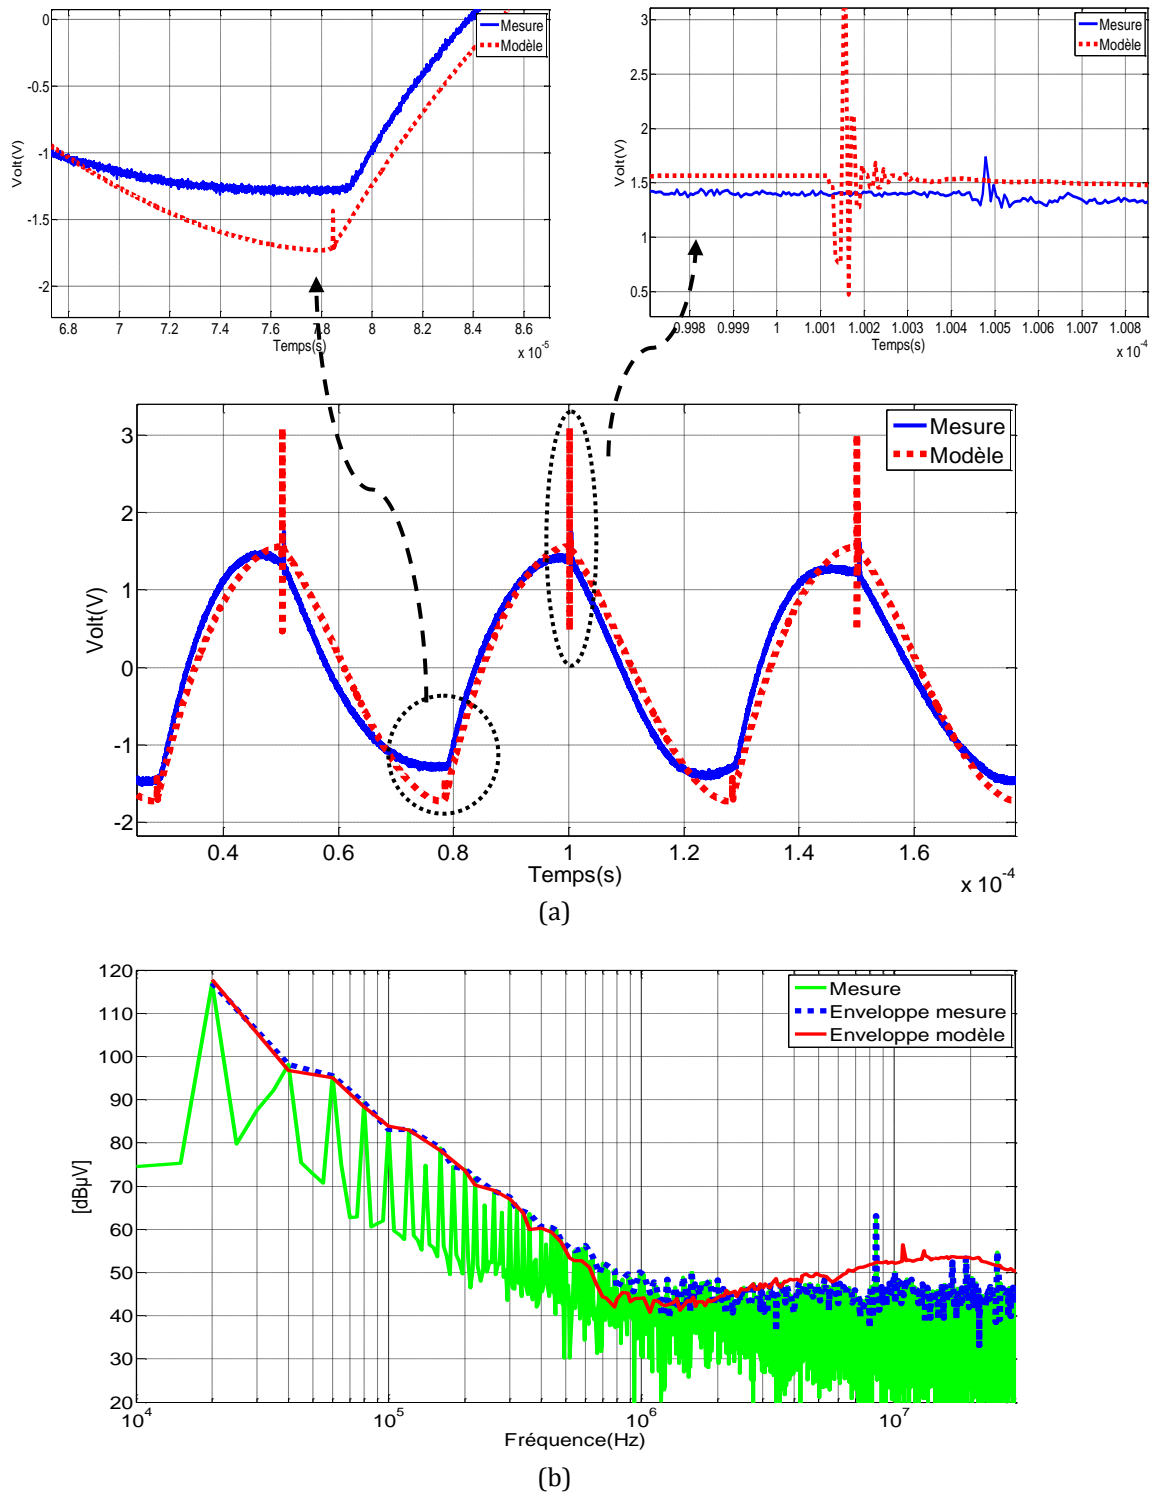 0
-0.5
-1
-1.5
-2
Volt(V)
Mesure
Modèle
6.8 7 7.2 7.4 7.6 7.8 8 8.2 8.4 8.6
Temps(s)
x 10-5
3
2.5
2
1.5
1
0.5
Volt(V)
Mesure
Modèle
0.998 0.999 1 1.001 1.002 1.003 1.004 1.005 1.006 1.007 1.008
Temps(s)
x 10-4
3
2
1
0
-1
-2
Volt(V)
Mesure
Modèle
0.4 0.6 0.8 1 1.2 1.4 1.6
Temps(s)
x 10-4
(a)
120
110
100
90
80
70
60
50
40
30
20
[dBµV]
Mesure
Enveloppe mesure
Enveloppe modèle
10^4 10^5 10^6 10^7
Fréquence(Hz)
(b)